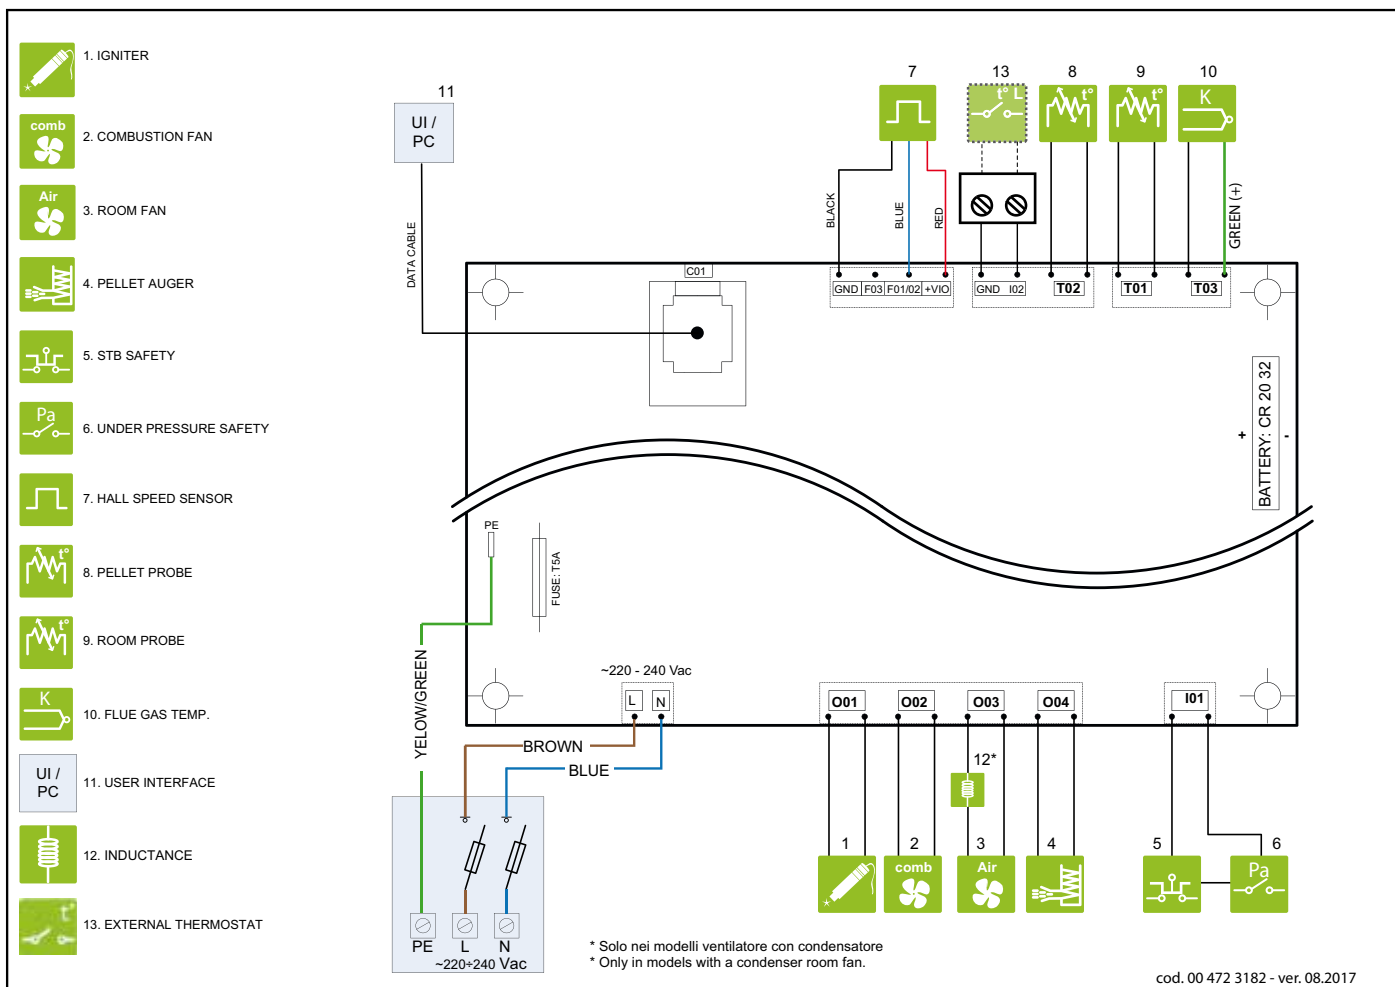 1. IGNITER
comb
2. COMBUSTION FAN
Air
3. ROOM FAN
4. PELLET AUGER
5. STB SAFETY
Pa
6. UNDER PRESSURE SAFETY
7. HALL SPEED SENSOR
t°
8. PELLET PROBE
t°
9. ROOM PROBE
K
10. FLUE GAS TEMP.
UI /
PC
11. USER INTERFACE
12. INDUCTANCE
t°
13. EXTERNAL THERMOSTAT
11
UI /
PC
DATA CABLE
7
13
8
9
10
t° L
t°
t°
K
BLACK
BLUE
RED
GREEN (+)
C01
GND F03 F01/02 +VIO
GND I02
T02
T01
T03
BATTERY: CR 20 32
+
-
PE
FUSE: T5A
YELOW/GREEN
~220 - 240 Vac
L
N
BROWN
BLUE
PE
L
N
~220÷240 Vac
O01
O02
O03
O04
I01
12*
1
2
3
4
5
6
comb
Air
Pa
* Solo nei modelli ventilatore con condensatore
* Only in models with a condenser room fan.
cod. 00 472 3182 - ver. 08.2017